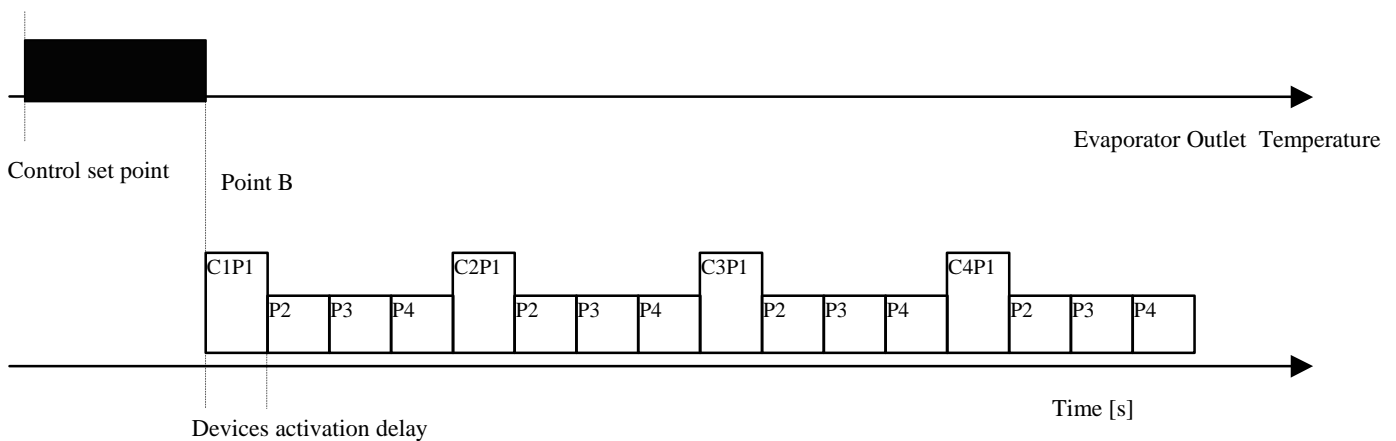 Evaporator Outlet Temperature
Control set point
Point B
C1P1 P2 P3 P4 C2P1 P2 P3 P4 C3P1 P2 P3 P4 C4P1 P2 P3 P4
Time [s]
Devices activation delay